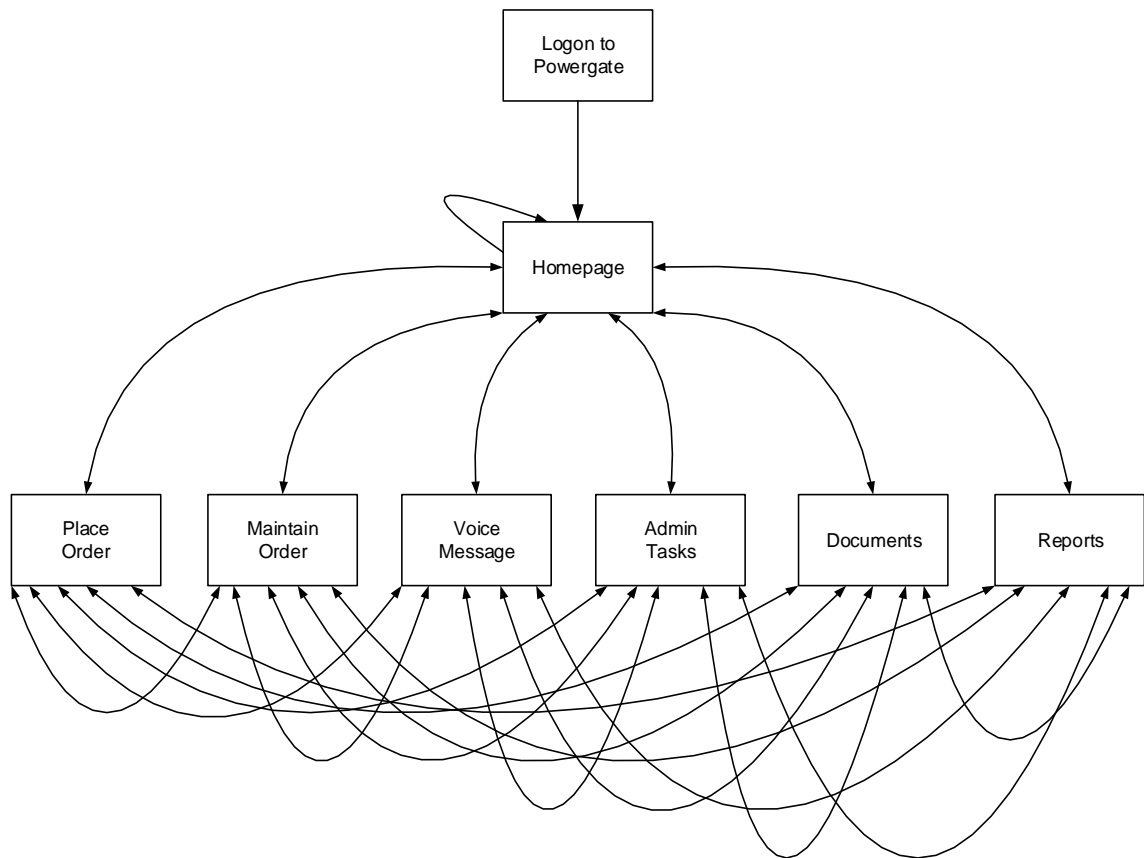 Logon to
Powergate
Homepage
Place
Order
Maintain
Order
Voice
Message
Admin
Tasks
Documents
Reports